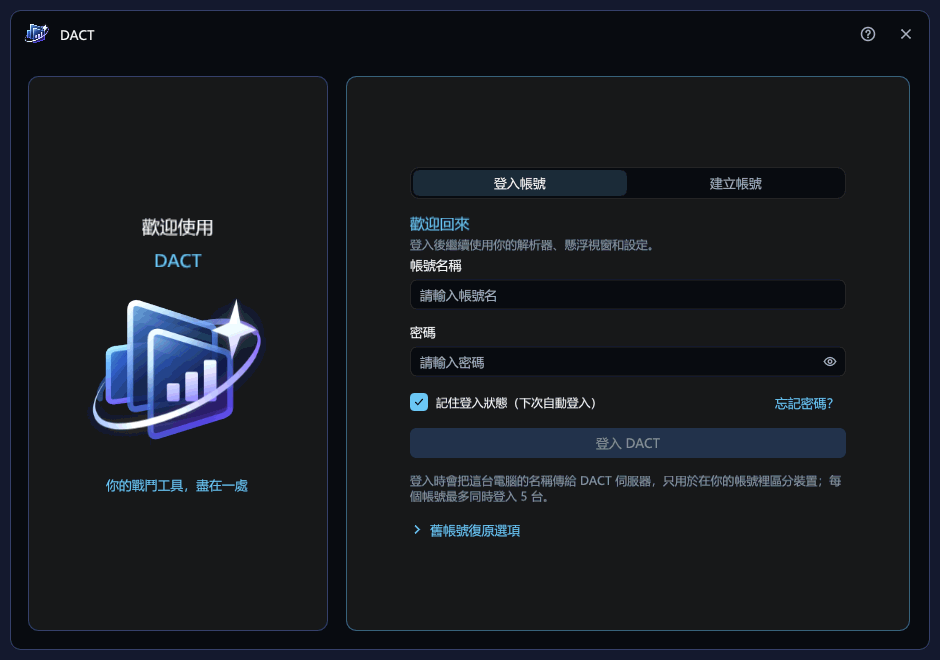 DACT
歡迎使用
DACT
你的戰鬥工具，盡在一處
登入帳號
建立帳號
歡迎回來
登入後繼續使用你的解析器、懸浮視窗和設定。
帳號名稱
請輸入帳號名
密碼
請輸入密碼
記住登入狀態（下次自動登入）
忘記密碼?
登入 DACT
登入時會把這台電腦的名稱傳給 DACT 伺服器，只用於在你的帳號裡區分裝置；每
個帳號最多同時登入 5 台。
舊帳號復原選項